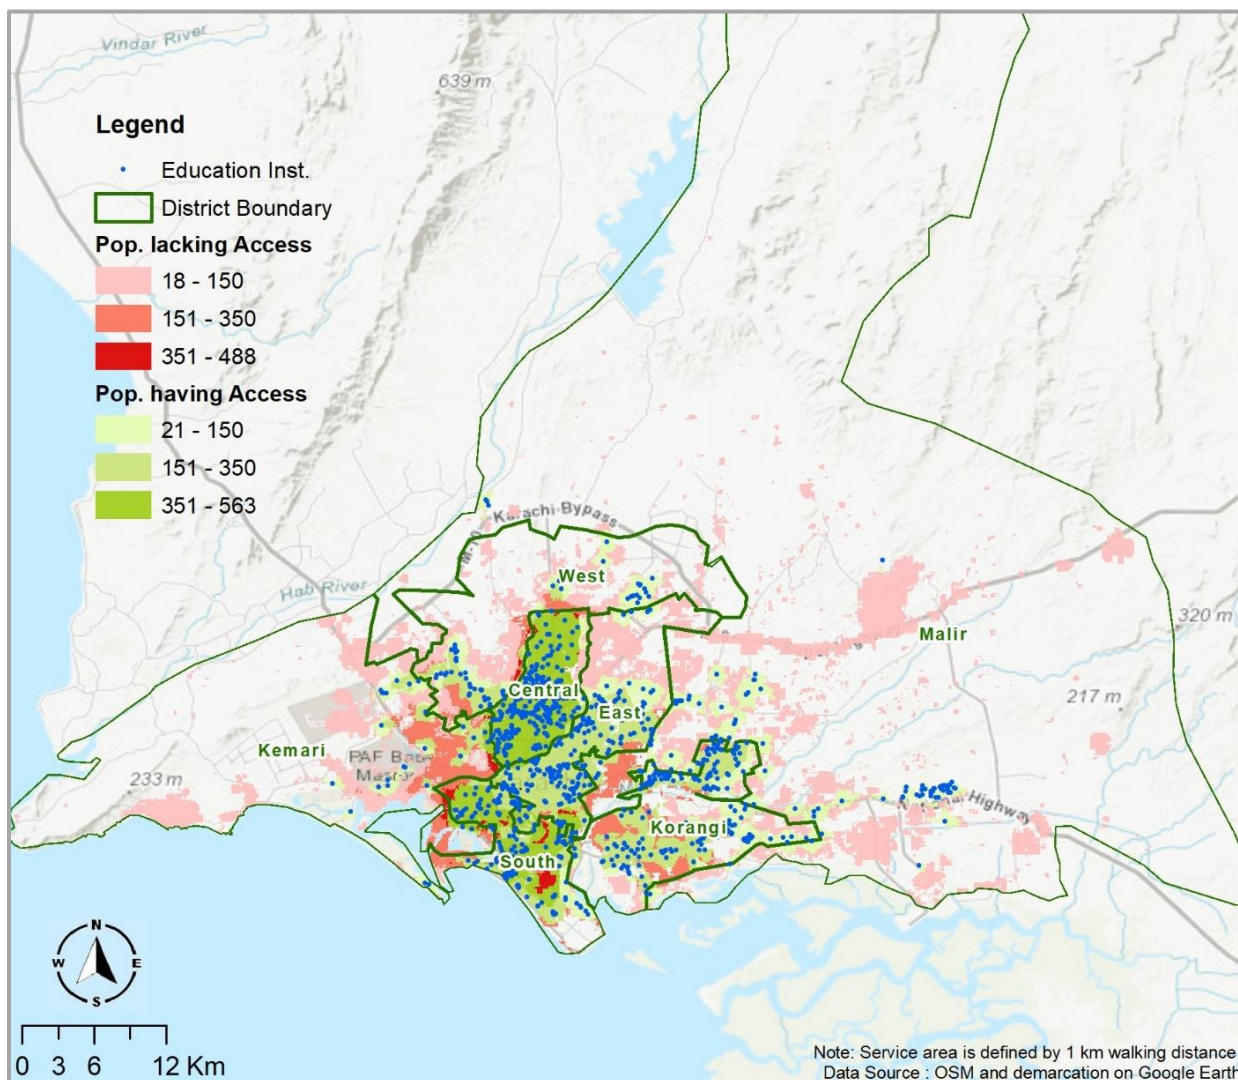 Vindar River
639 m
Legend
Education Inst.
District Boundary
Pop. lacking Access
18 - 150
151 - 350
351 - 488
Pop. having Access
21 - 150
151 - 350
351 - 563
Karachi Bypass
West
Hab River
320 m
Malir
217 m
Central
East
Kemari
PAF Base
233 m
National Highway
Korangi
South
N
W E
S
0 3 6 12 Km
Note: Service area is defined by 1 km walking distance
Data Source : OSM and demarcation on Google Earth